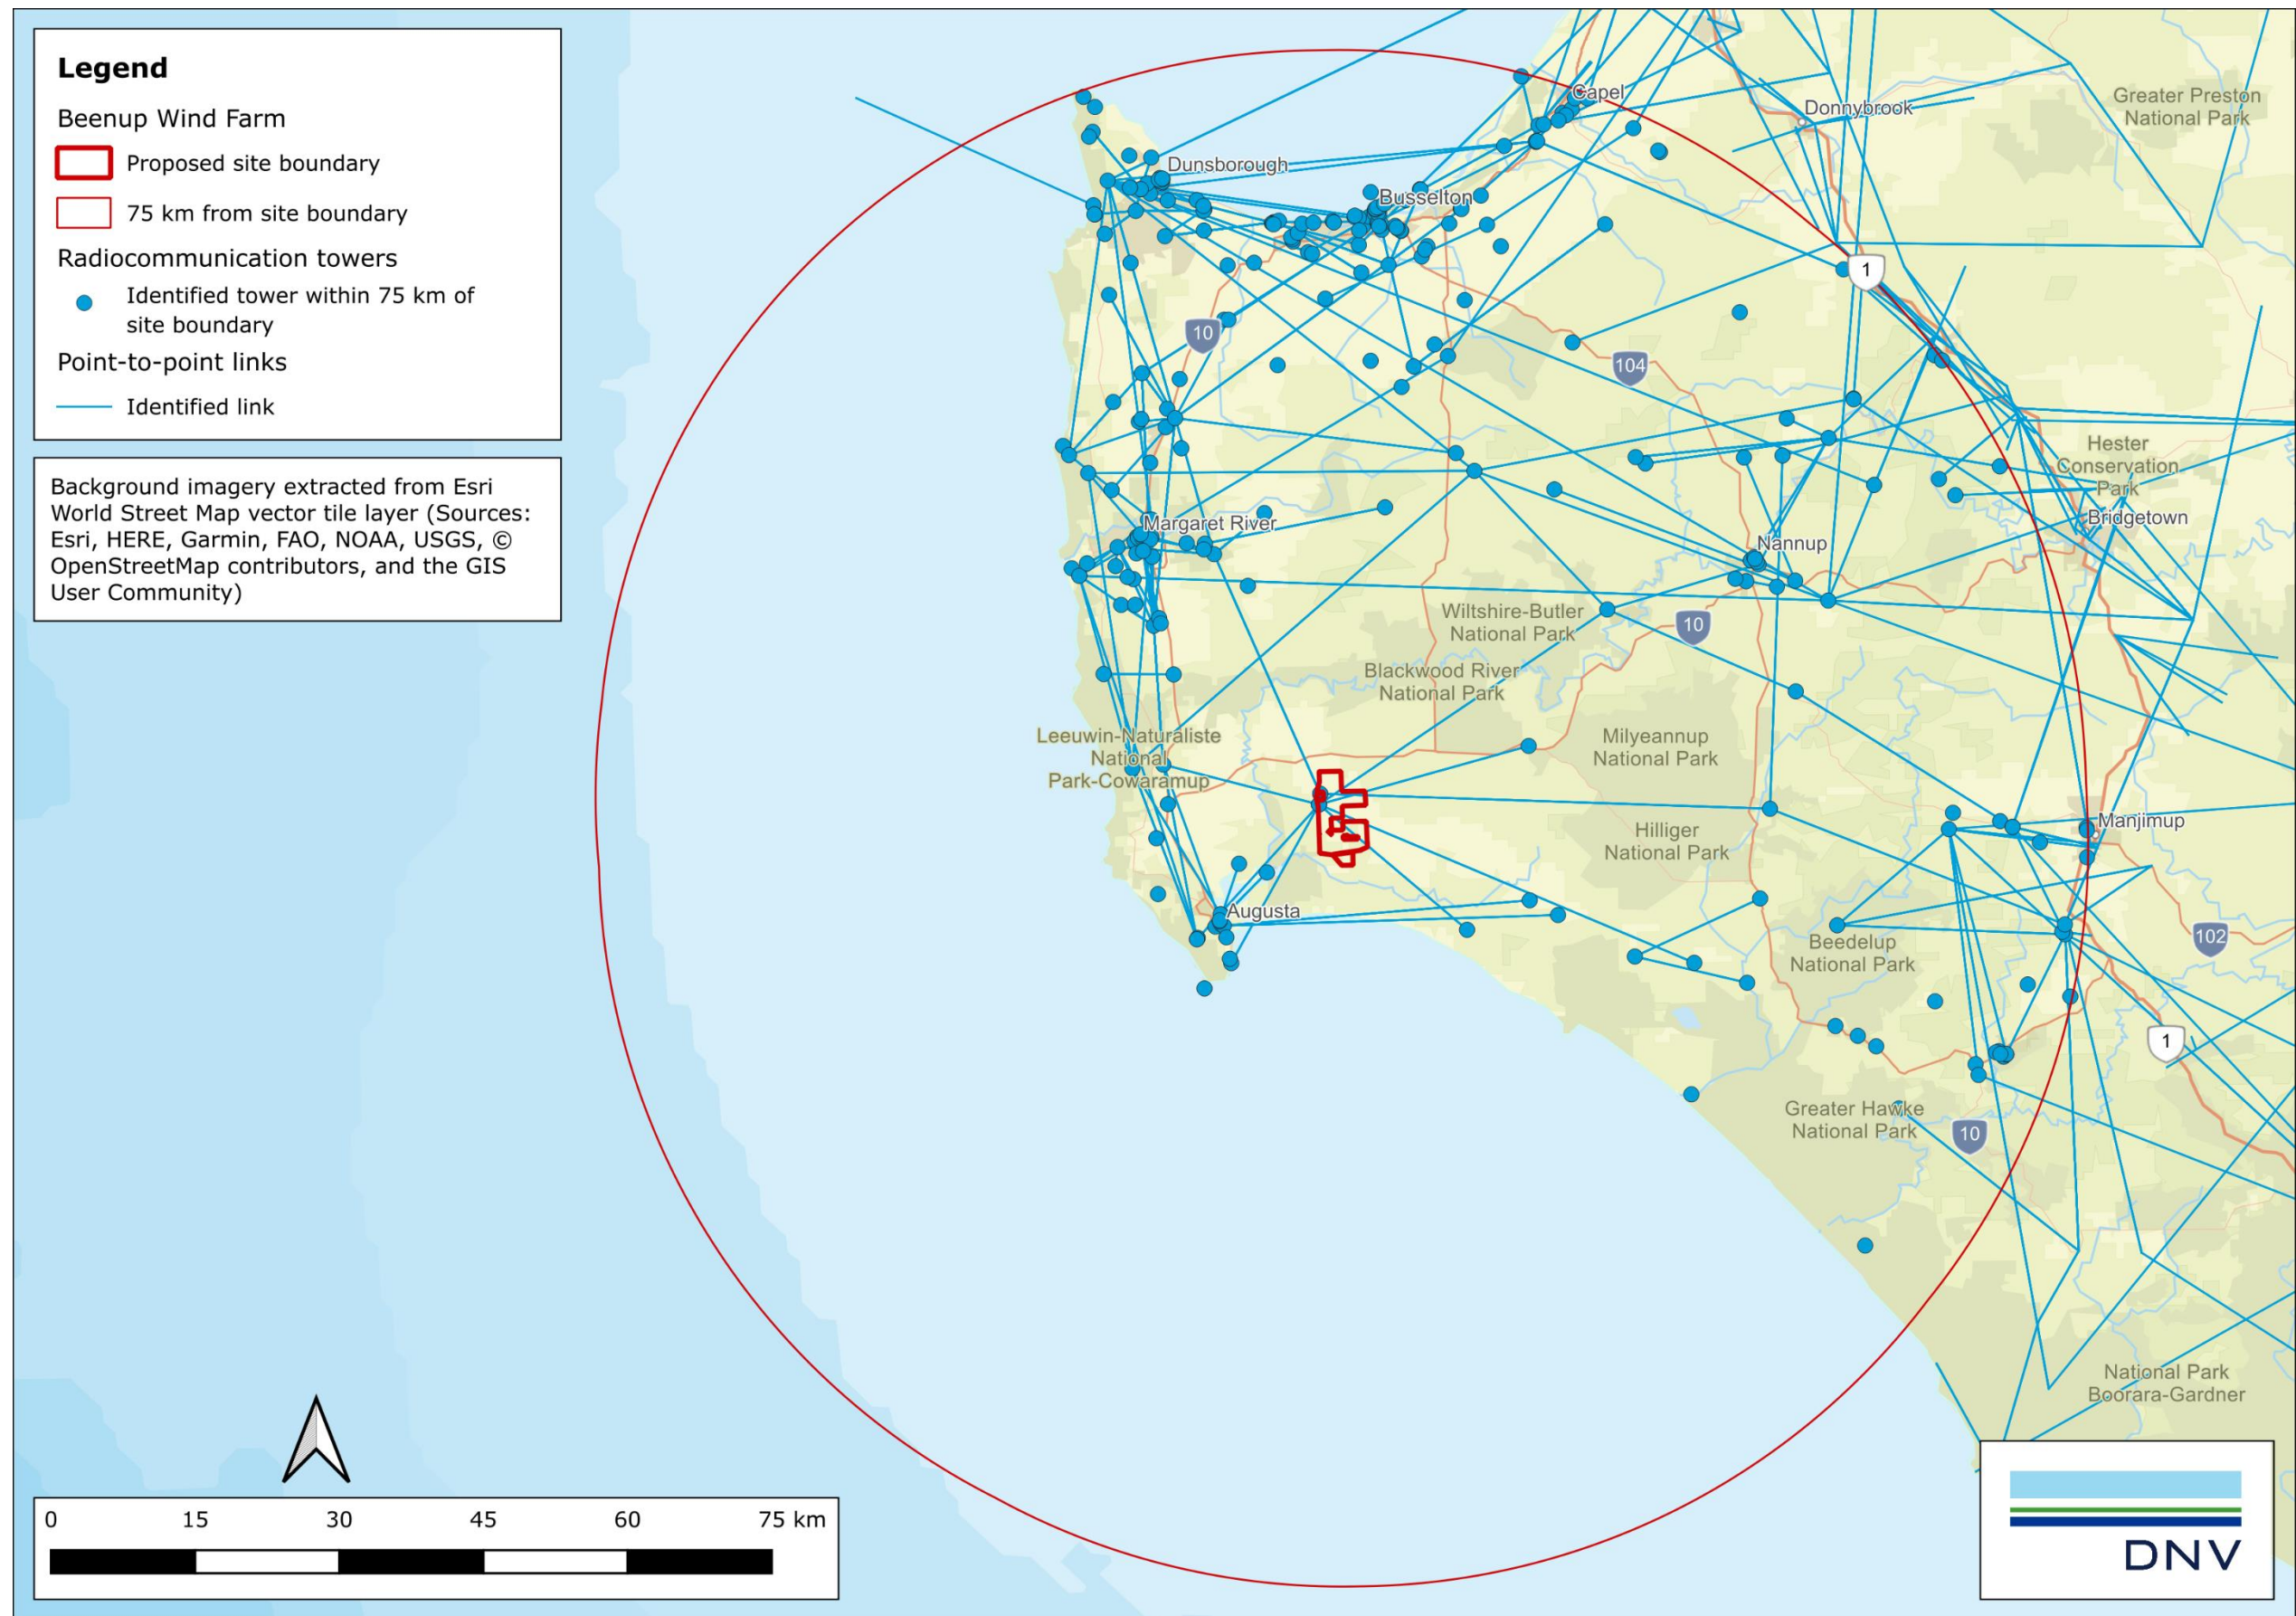 Legend
Beenup Wind Farm
Proposed site boundary
75 km from site boundary
Radiocommunication towers
Identified tower within 75 km of
site boundary
Point-to-point links
Identified link
Background imagery extracted from Esri
World Street Map vector tile layer (Sources:
Esri, HERE, Garmin, FAO, NOAA, USGS, ©
OpenStreetMap contributors, and the GIS
User Community)
Capel
Donnybrook
Greater Preston
National Park
Dunsborough
Busselton
1
10
104
Hester
Conservation
Park
Bridgetown
Margaret River
Nannup
Wiltshire-Butler
National Park
10
Blackwood River
National Park
Leeuwin-Naturaliste
National
Park-Cowaramup
Milyeannup
National Park
Hilliger
National Park
Manjimup
Augusta
Beedelup
National Park
102
1
Greater Hawke
National Park
10
National Park
Boorara-Gardner
0 15 30 45 60 75 km
DNV